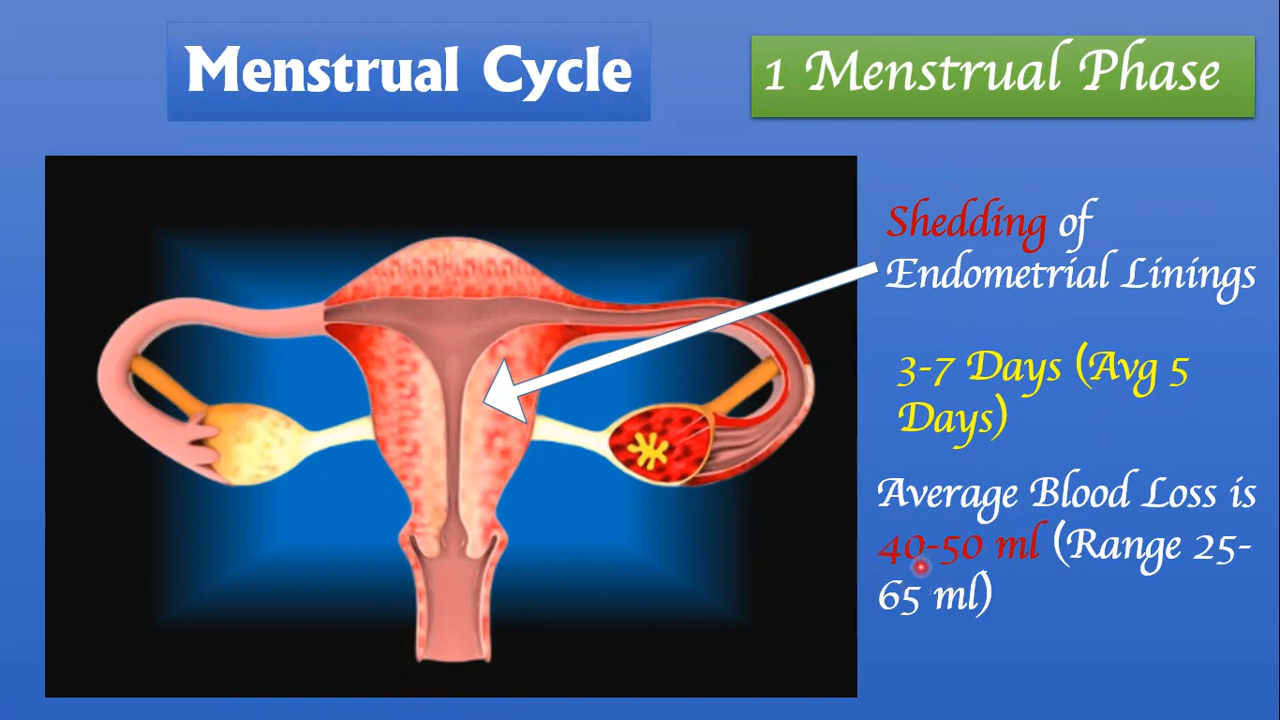 Menstrual Cycle
1 Menstrual Phase
Shedding of
Endometrial Linings
3-7 Days (Avg 5
Days)
Average Blood Loss is
40-50 ml (Range 25-
65 ml)